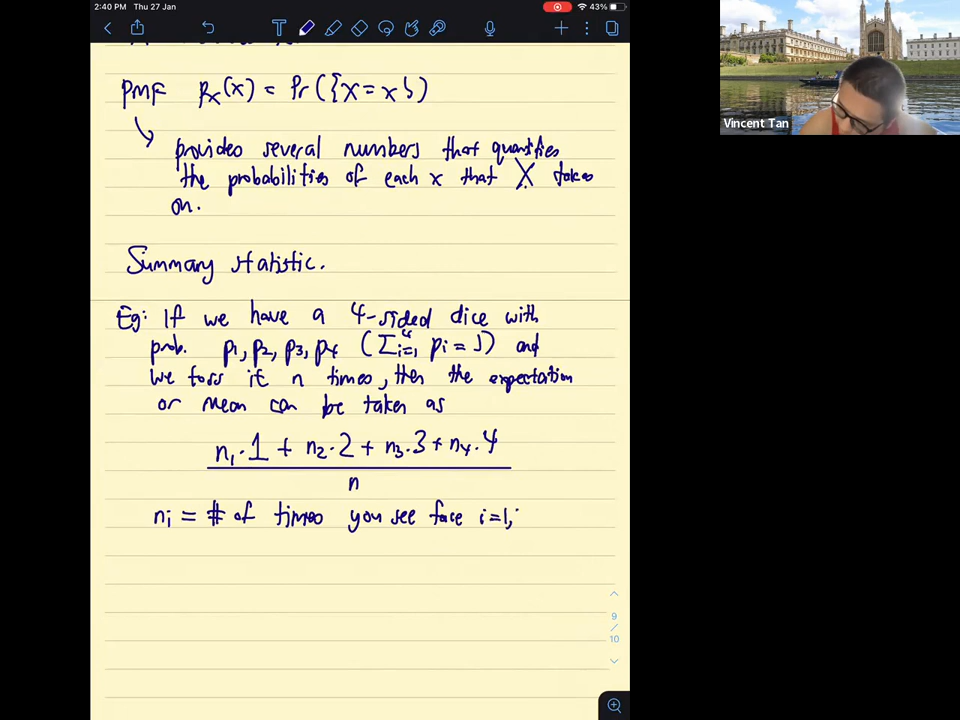 2:40 PM Thu 27 Jan
43%
PMF Px(x) = Pr({X=x})
provides several numbers that quantifies
the probabilities of each x that X takes
on.
Summary statistic.
Eg: If we have a 4-sided dice with
prob. p1, p2, p3, p4 (Σ⁴i=1 pi = 1) and
we toss it n times, then the expectation
or mean can be taken as
n1·1 + n2·2 + n3·3 + n4·4
n
ni = # of times you see face i=1,
9
/
10
Vincent Tan